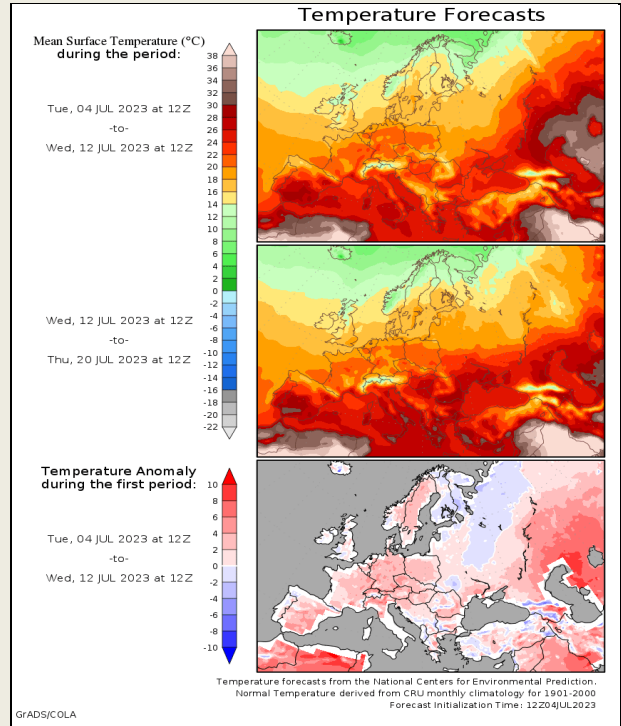 Temperature Forecasts
Mean Surface Temperature (°C)
during the period:
Tue, 04 JUL 2023 at 12Z
-to-
Wed, 12 JUL 2023 at 12Z
38
36
34
32
30
28
26
24
22
20
18
16
14
12
10
8
6
4
2
0
-2
-4
-6
-8
-10
-12
-14
-16
-18
-20
-22
Wed, 12 JUL 2023 at 12Z
-to-
Thu, 20 JUL 2023 at 12Z
Temperature Anomaly
during the first period:
Tue, 04 JUL 2023 at 12Z
-to-
Wed, 12 JUL 2023 at 12Z
10
8
6
4
2
0
-2
-4
-6
-8
-10
Temperature forecasts from the National Centers for Environmental Prediction.
Normal Temperature derived from CRU monthly climatology for 1901-2000
Forecast Initialization Time: 12Z04JUL2023
GrADS/COLA